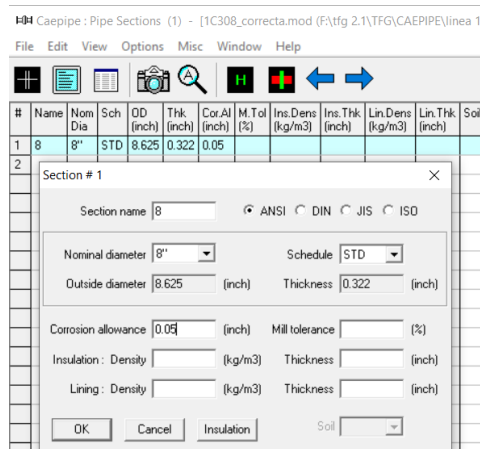 Caepipe : Pipe Sections (1) - [1C308_correcta.mod (F:\tfg 2.1\TFG\CAEPIPE\linea 1
File Edit View Options Misc Window Help
H
# Name Nom Dia Sch OD (inch) Thk (inch) Cor.Al (inch) M.Tol (%) Ins.Dens (kg/m3) Ins.Thk (inch) Lin.Dens (kg/m3) Lin.Thk (inch) Soil
1 8 8" STD 8.625 0.322 0.05
2
Section # 1
Section name 8 ANSI DIN JIS ISO
Nominal diameter 8" Schedule STD
Outside diameter 8.625 (inch) Thickness 0.322 (inch)
Corrosion allowance 0.05 (inch) Mill tolerance (%)
Insulation : Density (kg/m3) Thickness (inch)
Lining : Density (kg/m3) Thickness (inch)
OK Cancel Insulation Soil